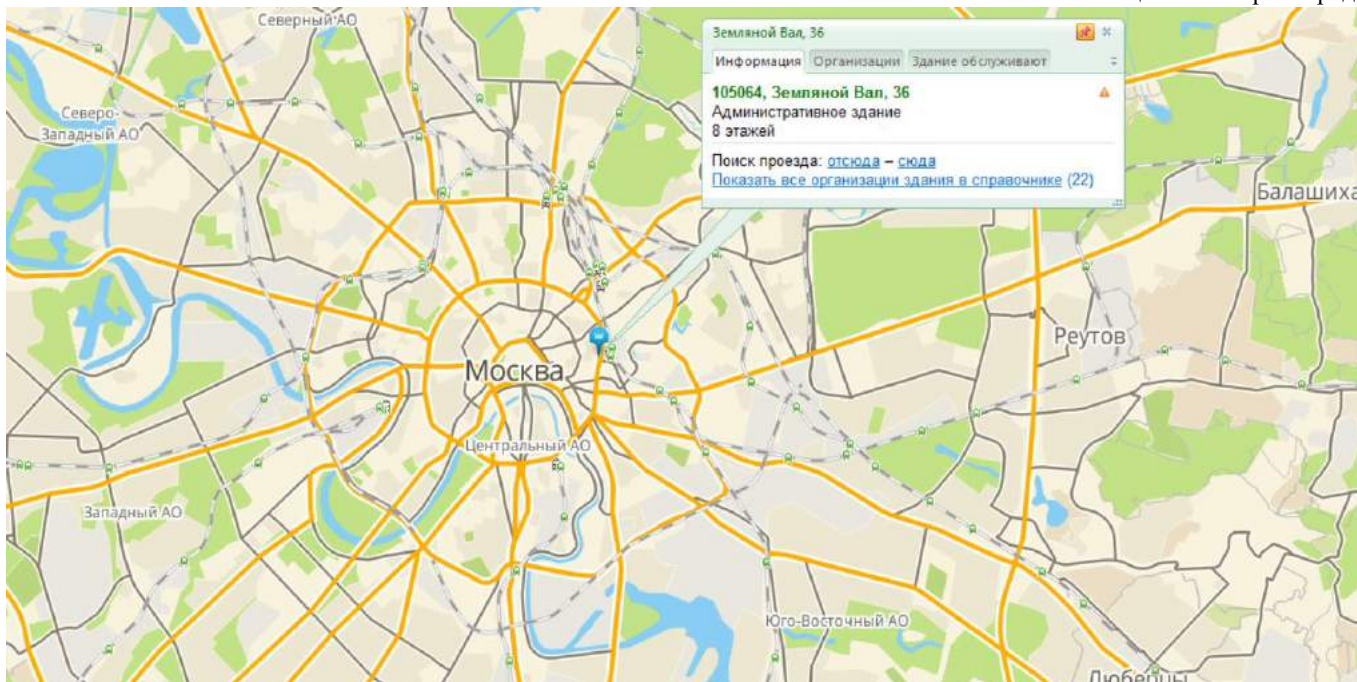 Северный АО
Земляной Вал, 36
Информация Организации Здание обслуживают
105064, Земляной Вал, 36
Административное здание
8 этажей
Поиск проезда: отсюда – сюда
Показать все организации здания в справочнике (22)
Северо-
Западный АО
Балашиха
Реутов
Москва
Центральный АО
Западный АО
Юго-Восточный АО
Люберцы